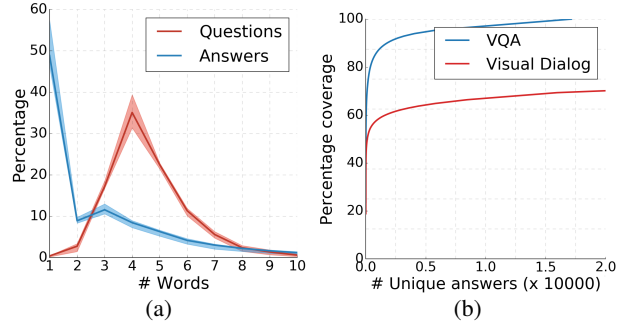 60
50
40
30
20
10
0
Percentage
Questions
Answers
1 2 3 4 5 6 7 8 9 10
# Words
(a)
100
80
60
40
20
0
Percentage coverage
VQA
Visual Dialog
0.0 0.5 1.0 1.5 2.0
# Unique answers (x 10000)
(b)